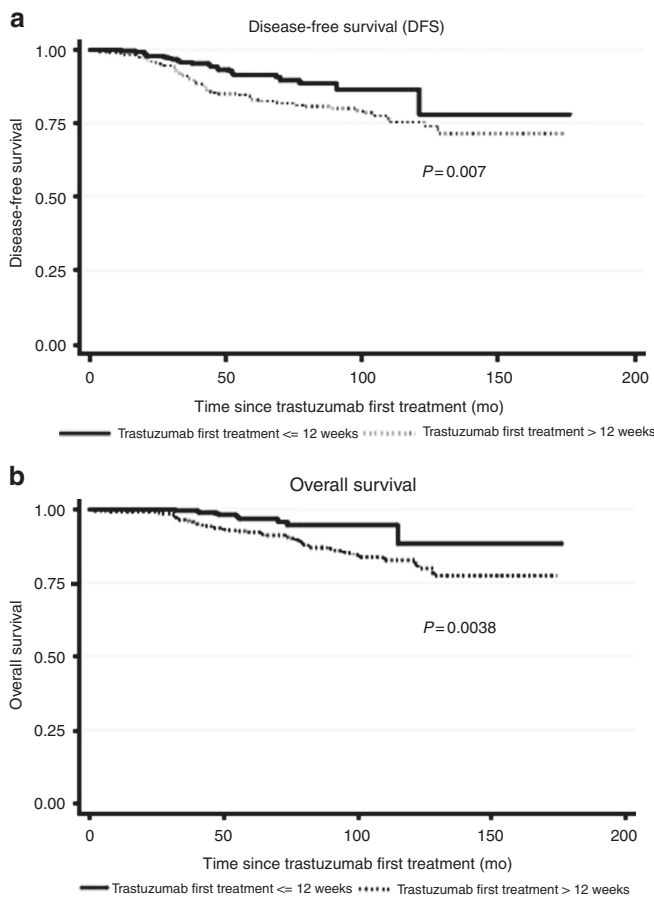 a
Disease-free survival (DFS)
1.00
0.75
0.50
0.25
0.00
Disease-free survival
P=0.007
0 50 100 150 200
Time since trastuzumab first treatment (mo)
Trastuzumab first treatment <= 12 weeks Trastuzumab first treatment > 12 weeks
b
Overall survival
1.00
0.75
0.50
0.25
0.00
Overall survival
P=0.0038
0 50 100 150 200
Time since trastuzumab first treatment (mo)
Trastuzumab first treatment <= 12 weeks Trastuzumab first treatment > 12 weeks